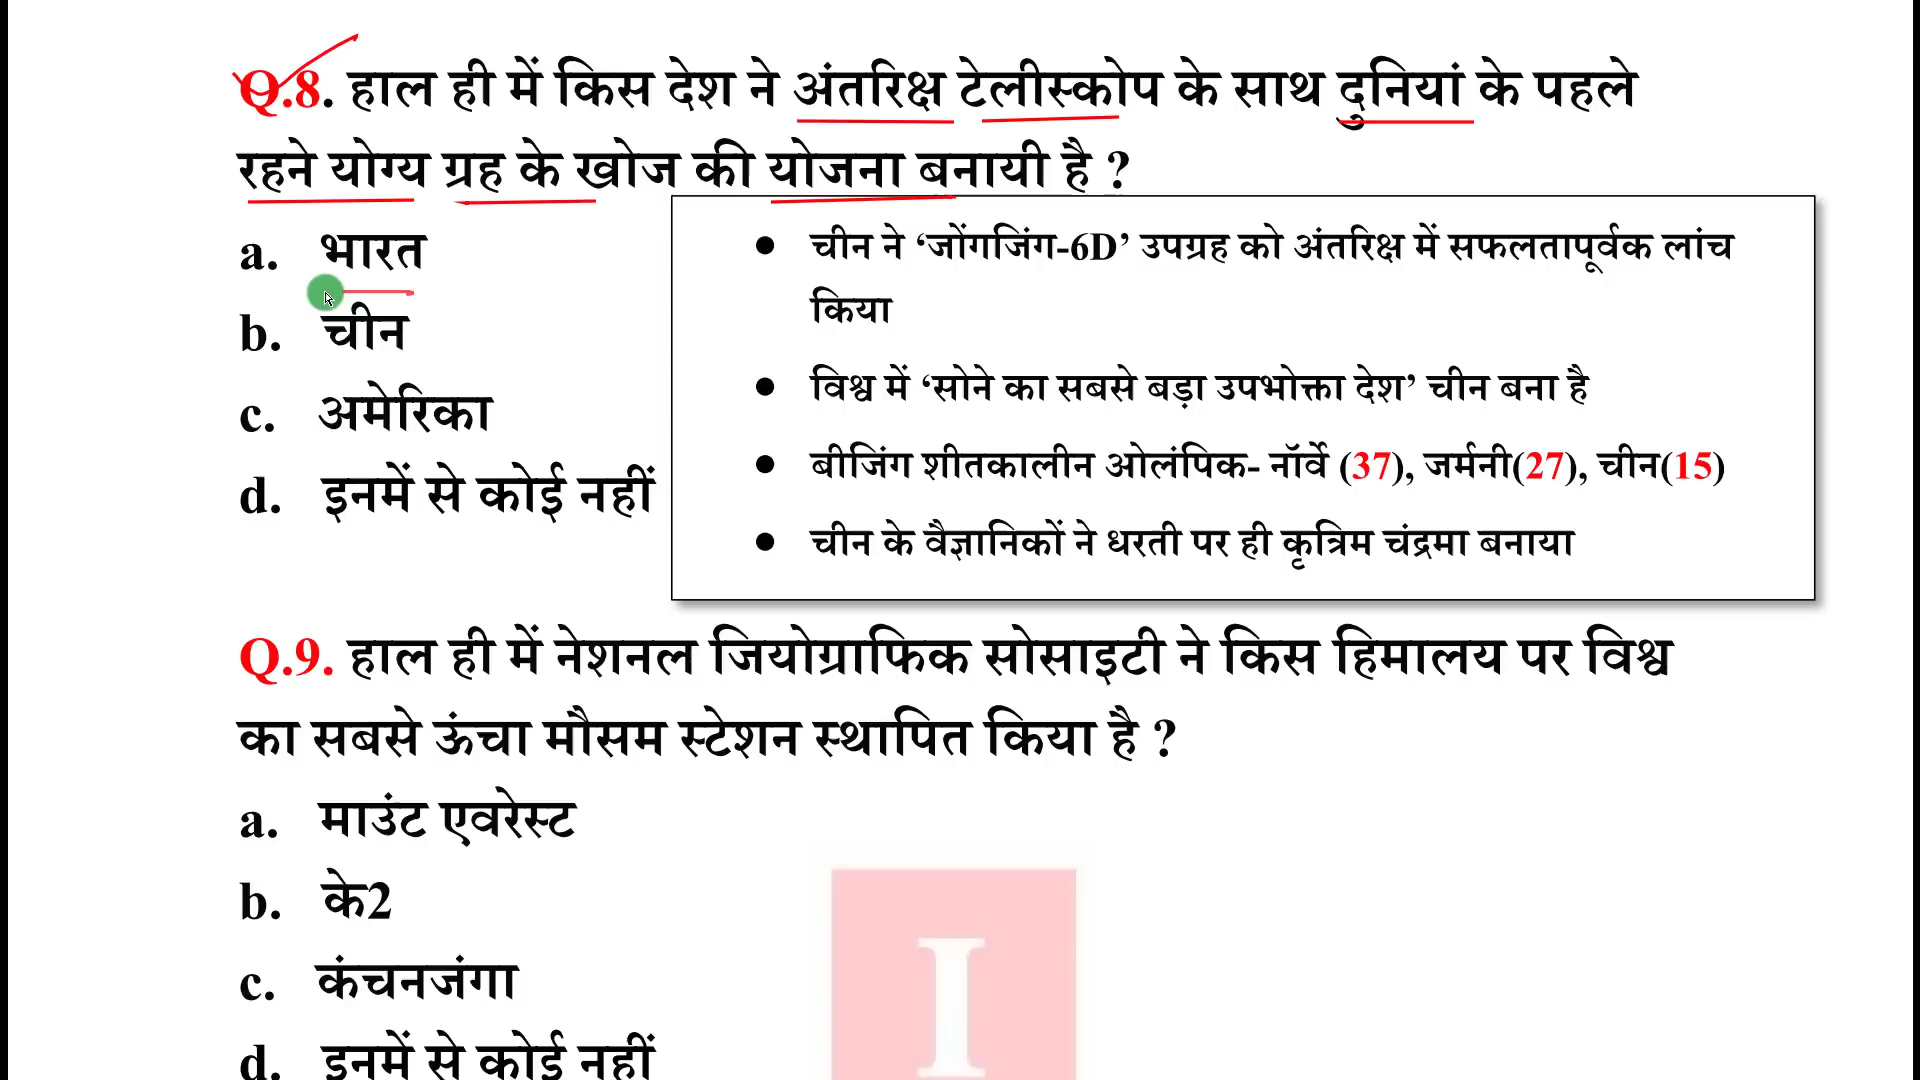 Q.8. हाल ही में किस देश ने अंतरिक्ष टेलीस्कोप के साथ दुनियां के पहले
रहने योग्य ग्रह के खोज की योजना बनायी है ?
a. भारत
b. चीन
c. अमेरिका
d. इनमें से कोई नहीं
● चीन ने ‘जोंगजिंग-6D’ उपग्रह को अंतरिक्ष में सफलतापूर्वक लांच
किया
● विश्व में ‘सोने का सबसे बड़ा उपभोक्ता देश’ चीन बना है
● बीजिंग शीतकालीन ओलंपिक- नॉर्वे (37), जर्मनी(27), चीन(15)
● चीन के वैज्ञानिकों ने धरती पर ही कृत्रिम चंद्रमा बनाया
Q.9. हाल ही में नेशनल जियोग्राफिक सोसाइटी ने किस हिमालय पर विश्व
का सबसे ऊंचा मौसम स्टेशन स्थापित किया है ?
a. माउंट एवरेस्ट
b. के2
c. कंचनजंगा
d. इनमें से कोई नहीं
I